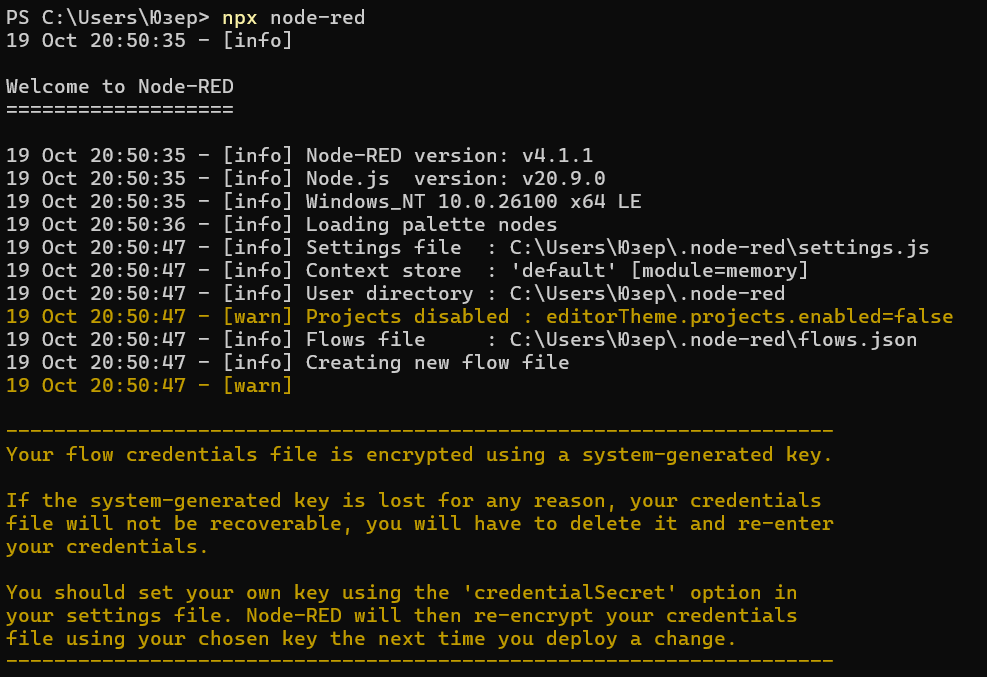 PS C:\Users\Юзер> npx node-red
19 Oct 20:50:35 - [info]
Welcome to Node-RED
===================
19 Oct 20:50:35 - [info] Node-RED version: v4.1.1
19 Oct 20:50:35 - [info] Node.js  version: v20.9.0
19 Oct 20:50:35 - [info] Windows_NT 10.0.26100 x64 LE
19 Oct 20:50:36 - [info] Loading palette nodes
19 Oct 20:50:47 - [info] Settings file  : C:\Users\Юзер\.node-red\settings.js
19 Oct 20:50:47 - [info] Context store  : 'default' [module=memory]
19 Oct 20:50:47 - [info] User directory : C:\Users\Юзер\.node-red
19 Oct 20:50:47 - [warn] Projects disabled : editorTheme.projects.enabled=false
19 Oct 20:50:47 - [info] Flows file     : C:\Users\Юзер\.node-red\flows.json
19 Oct 20:50:47 - [info] Creating new flow file
19 Oct 20:50:47 - [warn]
---------------------------------------------------------------------
Your flow credentials file is encrypted using a system-generated key.
If the system-generated key is lost for any reason, your credentials
file will not be recoverable, you will have to delete it and re-enter
your credentials.
You should set your own key using the 'credentialSecret' option in
your settings file. Node-RED will then re-encrypt your credentials
file using your chosen key the next time you deploy a change.
---------------------------------------------------------------------